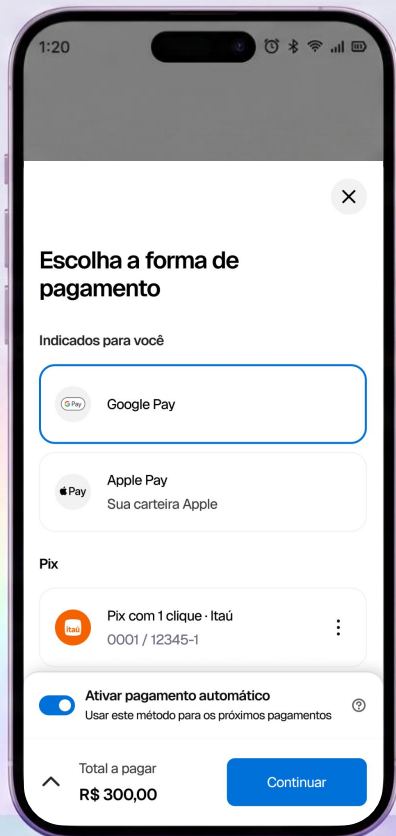 1:20
Escolha a forma de
pagamento
Indicados para você
G Pay
Google Pay
Pay
Apple Pay
Sua carteira Apple
Pix
itaú
Pix com 1 clique · Itaú
0001 / 12345-1
Ativar pagamento automático
Usar este método para os próximos pagamentos
?
Total a pagar
R$ 300,00
Continuar